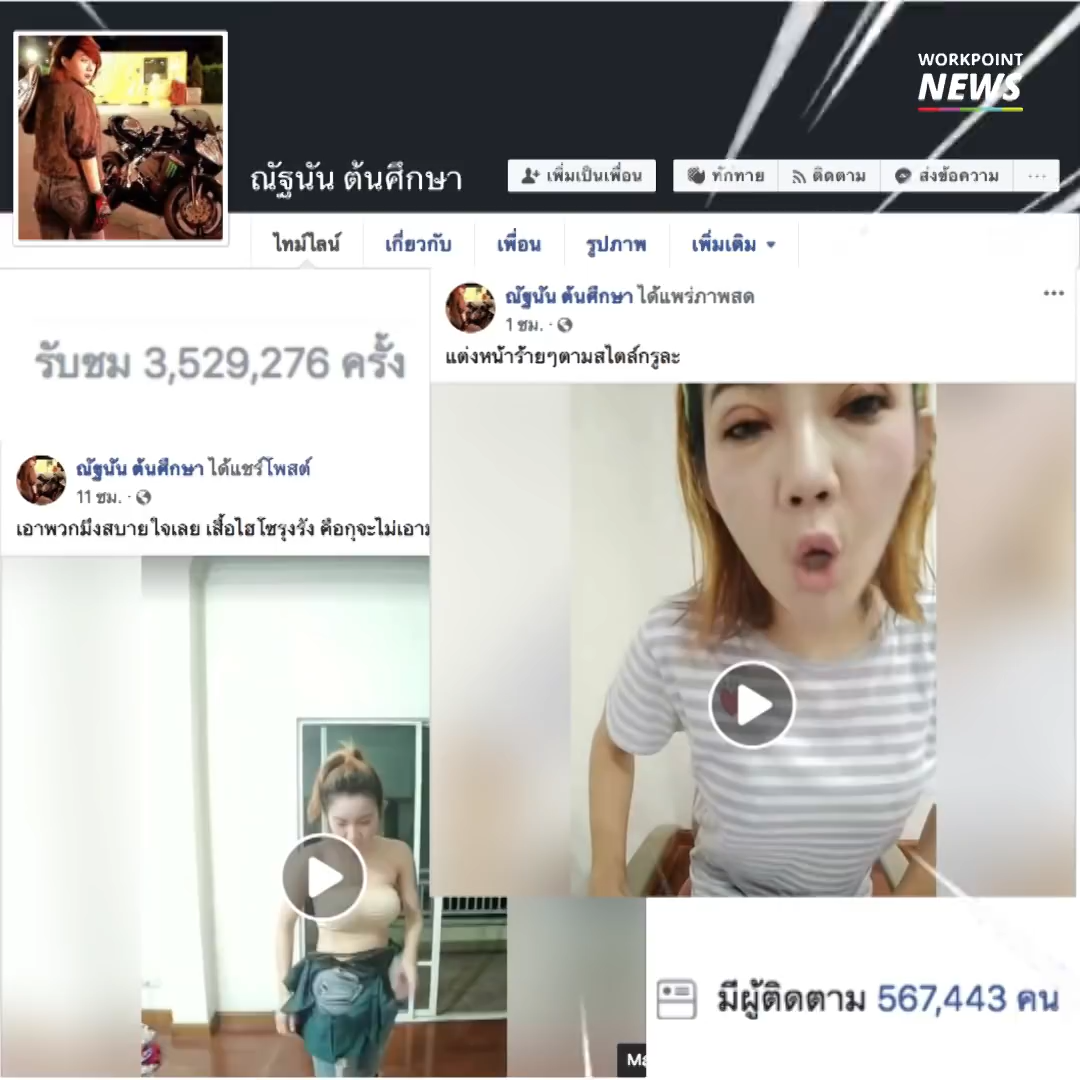 WORKPOINT
NEWS
ณัฐนัน ต้นศึกษา
เพิ่มเป็นเพื่อน
ทักทาย
ติดตาม
ส่งข้อความ
ไทม์ไลน์
เกี่ยวกับ
เพื่อน
รูปภาพ
เพิ่มเติม
รับชม 3,529,276 ครั้ง
ณัฐนัน ต้นศึกษา ได้แพร่ภาพสด
1 ชม.
แต่งหน้าร้ายๆตามสไตล์กรูละ
ณัฐนัน ต้นศึกษา ได้แชร์โพสต์
11 ชม.
เอาพวกมึงสบายใจเลย เสื้อไฮโซรุงรัง คือกุจะไม่เอา
มีผู้ติดตาม 567,443 คน